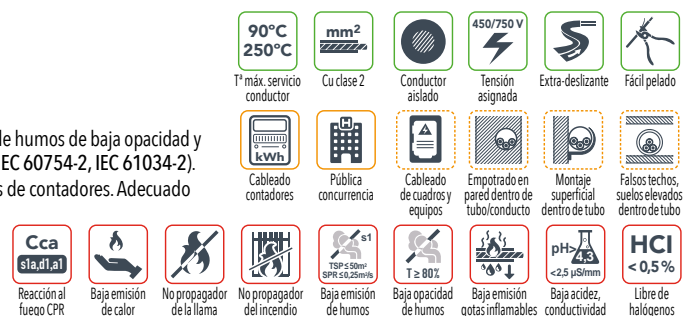 90°C
250°C
mm²
450/750 V
Tª máx. servicio
conductor
Cu clase 2
Conductor
aislado
Tensión
asignada
Extra-deslizante
Fácil pelado
de humos de baja opacidad y
EC 60754-2, IEC 61034-2).
s de contadores. Adecuado
kWh
H
Cableado
contadores
Pública
concurrencia
Cableado
de cuadros y
equipos
Empotrado en
pared dentro de
tubo/conducto
Montaje
superficial
dentro de tubo
Falsos techos,
suelos elevados
dentro de tubo
Cca
s1a,d1,a1
s1
TSP≤50m²
SPR≤0,25m²/s
T ≥ 80%
pH>
4,3
<2,5 µS/mm
HCl
< 0,5 %
Reacción al
fuego CPR
Baja emisión
de calor
No propagador
de la llama
No propagador
del incendio
Baja emisión
de humos
Baja opacidad
de humos
Baja emisión
gotas inflamables
Baja acidez,
conductividad
Libre de
halógenos